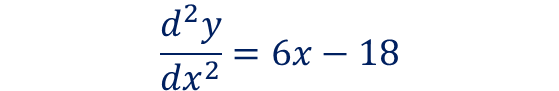 d²y/dx² = 6x − 18